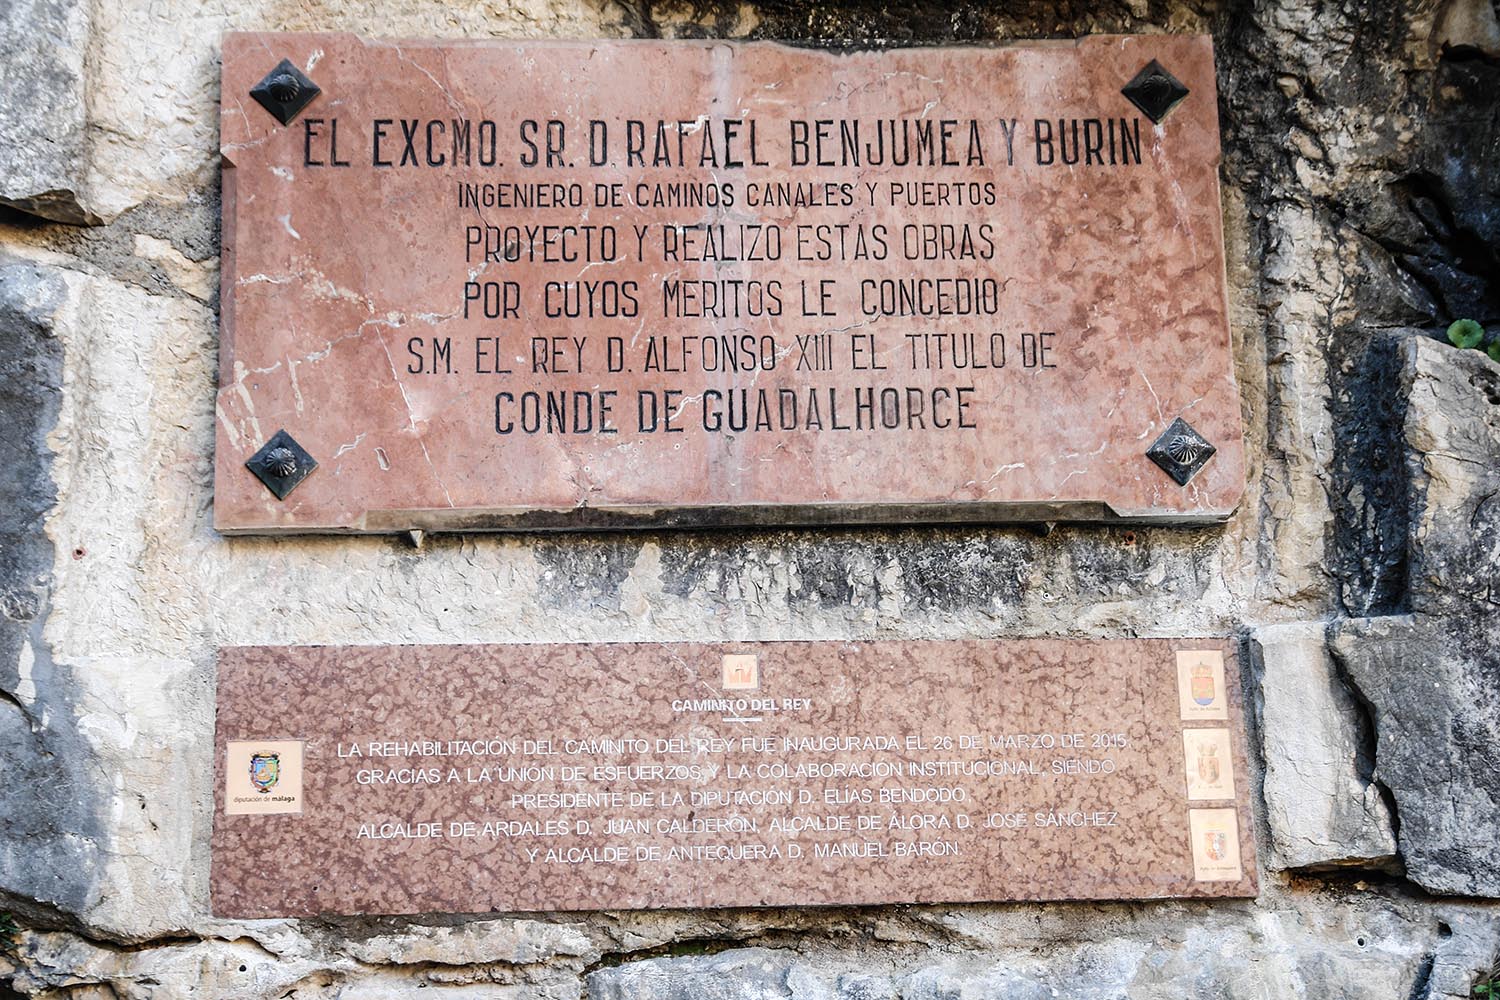 EL EXCMO. SR. D. RAFAEL BENJUMEA Y BURIN
INGENIERO DE CAMINOS CANALES Y PUERTOS
PROYECTO Y REALIZO ESTAS OBRAS
POR CUYOS MERITOS LE CONCEDIO
S.M. EL REY D. ALFONSO XIII EL TITULO DE
CONDE DE GUADALHORCE
CAMINITO DEL REY
LA REHABILITACIÓN DEL CAMINITO DEL REY FUE INAUGURADA EL 26 DE MARZO DE 2015,
GRACIAS A LA UNIÓN DE ESFUERZOS Y LA COLABORACIÓN INSTITUCIONAL, SIENDO
PRESIDENTE DE LA DIPUTACIÓN D. ELÍAS BENDODO,
ALCALDE DE ARDALES D. JUAN CALDERÓN, ALCALDE DE ÁLORA D. JOSÉ SÁNCHEZ
Y ALCALDE DE ANTEQUERA D. MANUEL BARÓN.
diputación de málaga